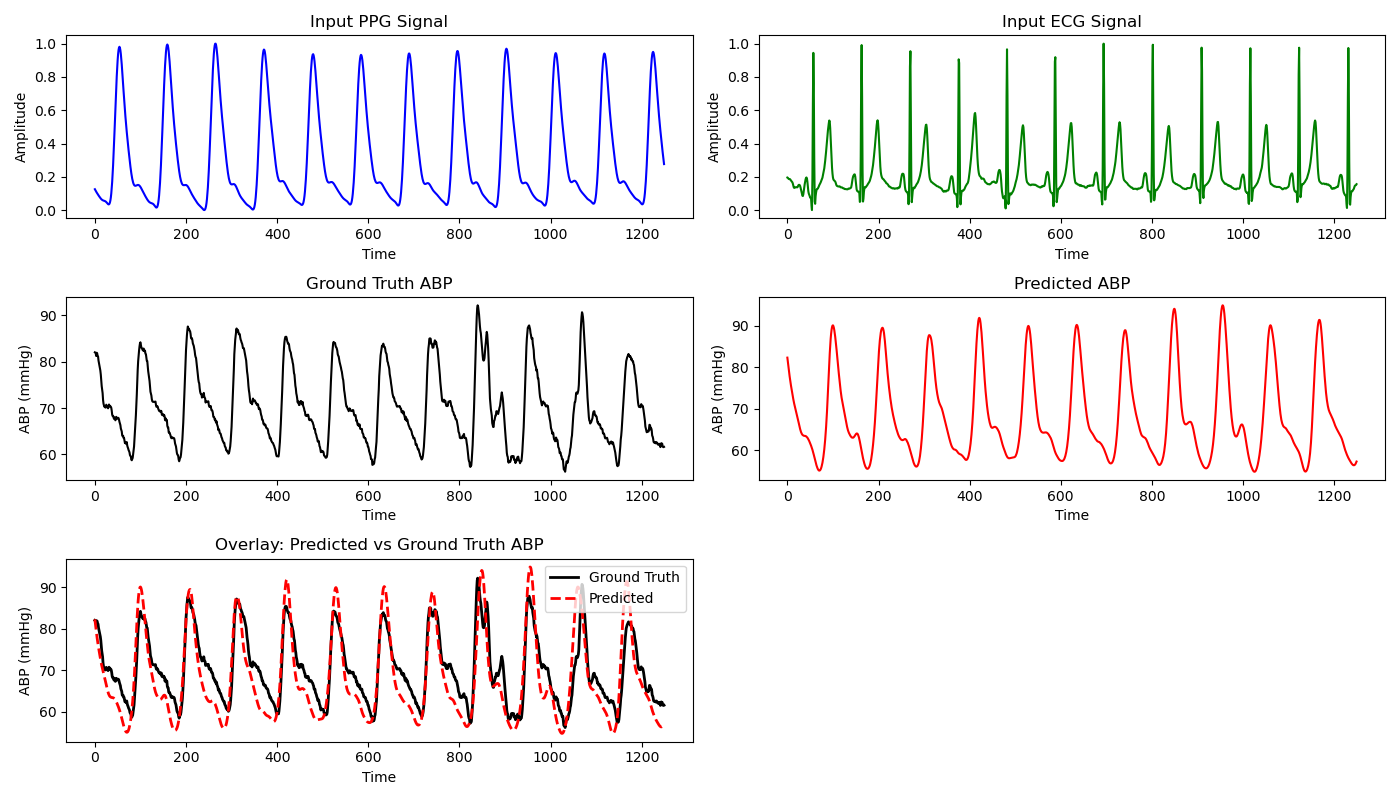 Input PPG Signal
Amplitude
1.0
0.8
0.6
0.4
0.2
0.0
0 200 400 600 800 1000 1200
Time
Input ECG Signal
Amplitude
1.0
0.8
0.6
0.4
0.2
0.0
0 200 400 600 800 1000 1200
Time
Ground Truth ABP
ABP (mmHg)
90
80
70
60
0 200 400 600 800 1000 1200
Time
Predicted ABP
ABP (mmHg)
90
80
70
60
0 200 400 600 800 1000 1200
Time
Overlay: Predicted vs Ground Truth ABP
ABP (mmHg)
90
80
70
60
Ground Truth
Predicted
0 200 400 600 800 1000 1200
Time